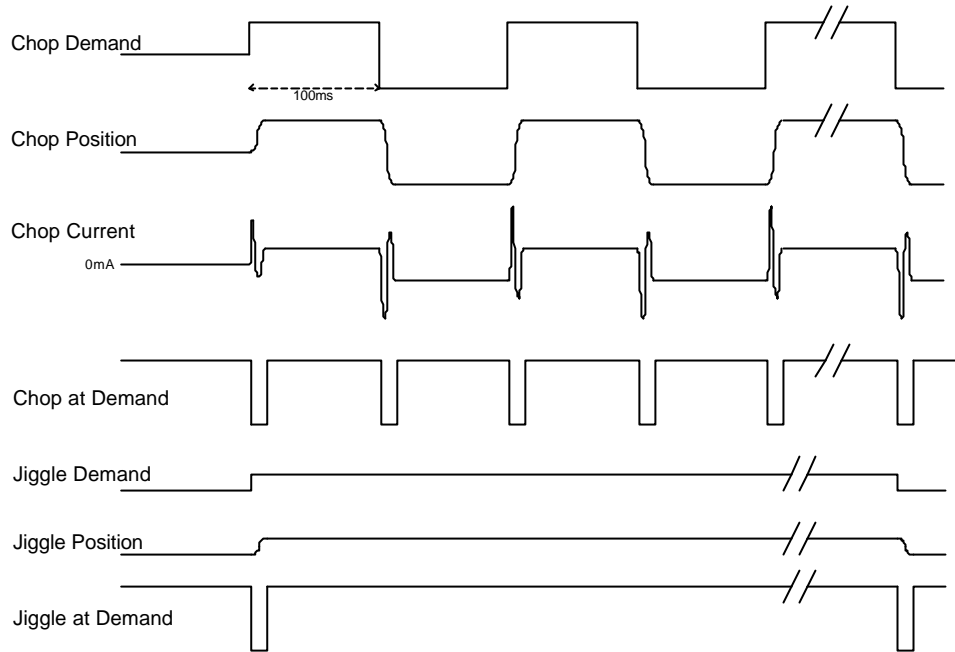 Chop Demand
100ms
Chop Position
Chop Current
0mA
Chop at Demand
Jiggle Demand
Jiggle Position
Jiggle at Demand